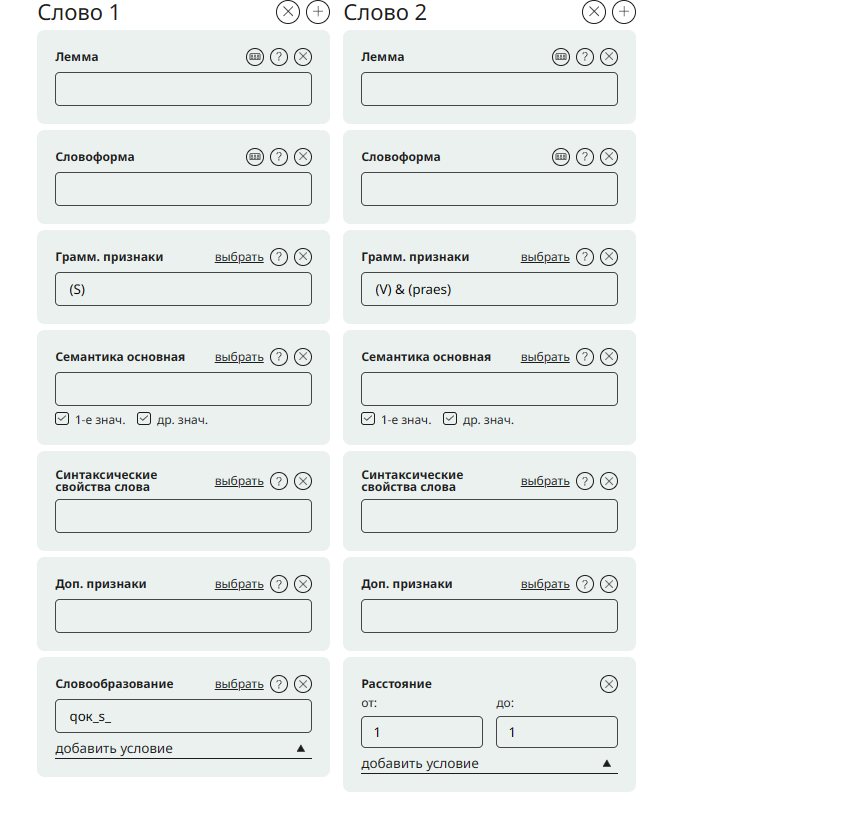 Слово 1
Лемма
Словоформа
Грамм. признаки выбрать
(S)
Семантика основная выбрать
1-е знач. др. знач.
Синтаксические
свойства слова выбрать
Доп. признаки выбрать
Словообразование выбрать
qок_s_
добавить условие
Слово 2
Лемма
Словоформа
Грамм. признаки выбрать
(V) & (praes)
Семантика основная выбрать
1-е знач. др. знач.
Синтаксические
свойства слова выбрать
Доп. признаки выбрать
Расстояние
от: до:
1 1
добавить условие